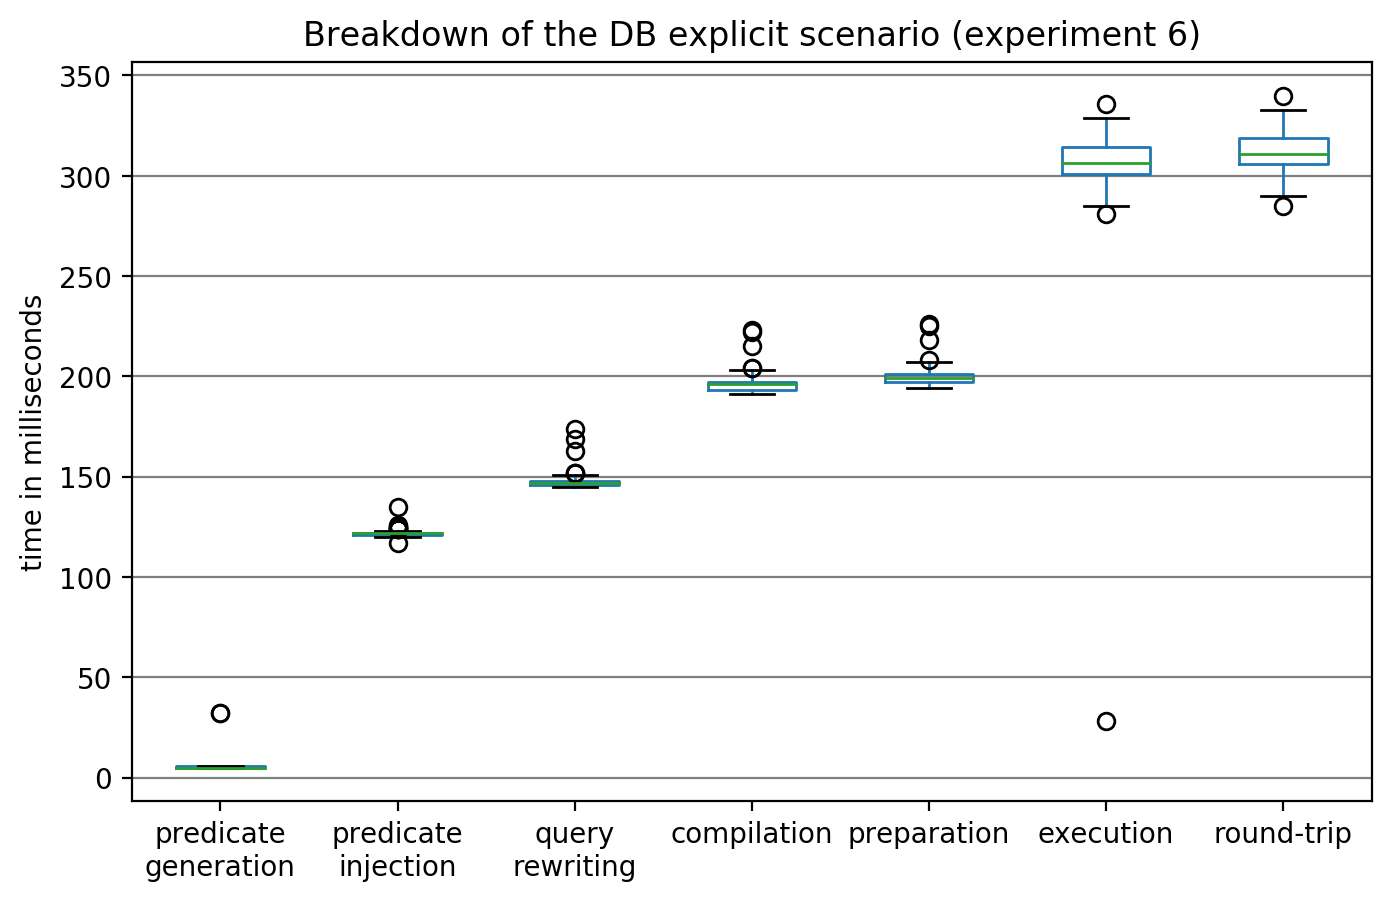 Breakdown of the DB explicit scenario (experiment 6)
350
300
250
200
150
100
50
0
time in milliseconds
predicate
generation
predicate
injection
query
rewriting
compilation
preparation
execution
round-trip